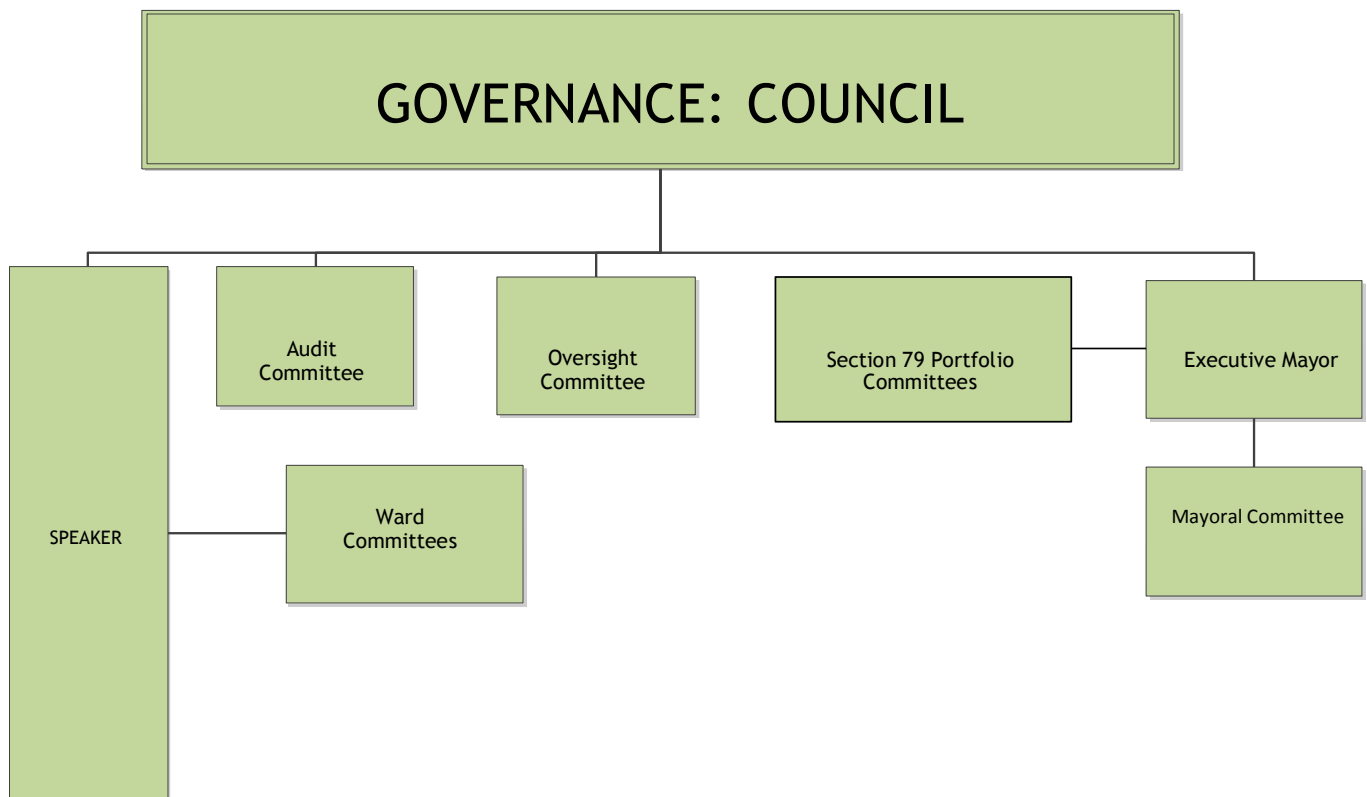 GOVERNANCE: COUNCIL
Audit
Committee
Oversight
Committee
Section 79 Portfolio
Committees
Executive Mayor
SPEAKER
Ward
Committees
Mayoral Committee